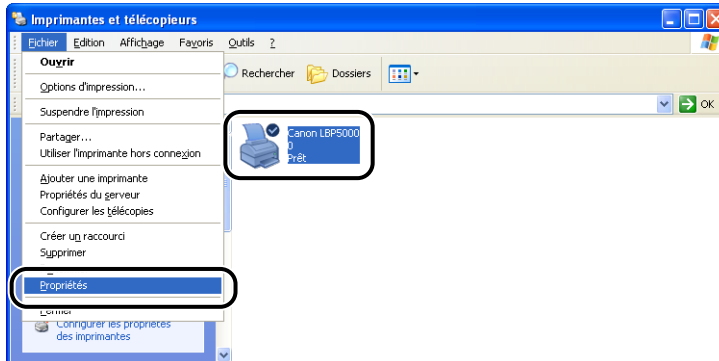 Imprimantes et télécopieurs
Fichier Edition Affichage Favoris Outils ?
Ouvrir
Options d'impression...
Suspendre l'impression
Partager...
Utiliser l'imprimante hors connexion
Ajouter une imprimante
Propriétés du serveur
Configurer les télécopies
Créer un raccourci
Supprimer
Propriétés
Fermer
Configurer les propriétés
des imprimantes
Rechercher Dossiers
OK
Canon LBP5000
0
Prêt